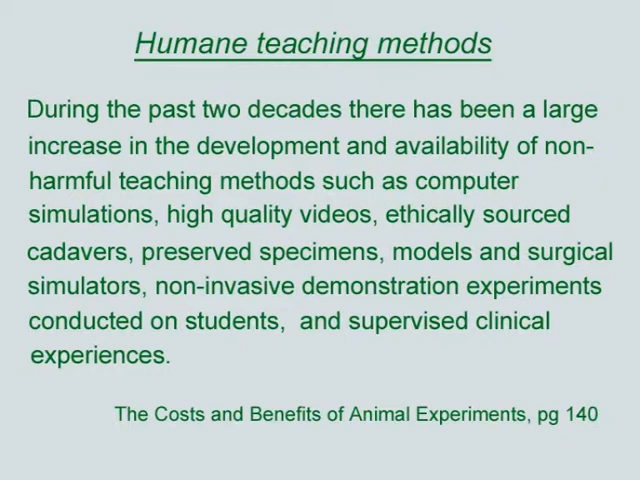 Humane teaching methods
During the past two decades there has been a large
increase in the development and availability of non-
harmful teaching methods such as computer
simulations, high quality videos, ethically sourced
cadavers, preserved specimens, models and surgical
simulators, non-invasive demonstration experiments
conducted on students,  and supervised clinical
experiences.
The Costs and Benefits of Animal Experiments, pg 140